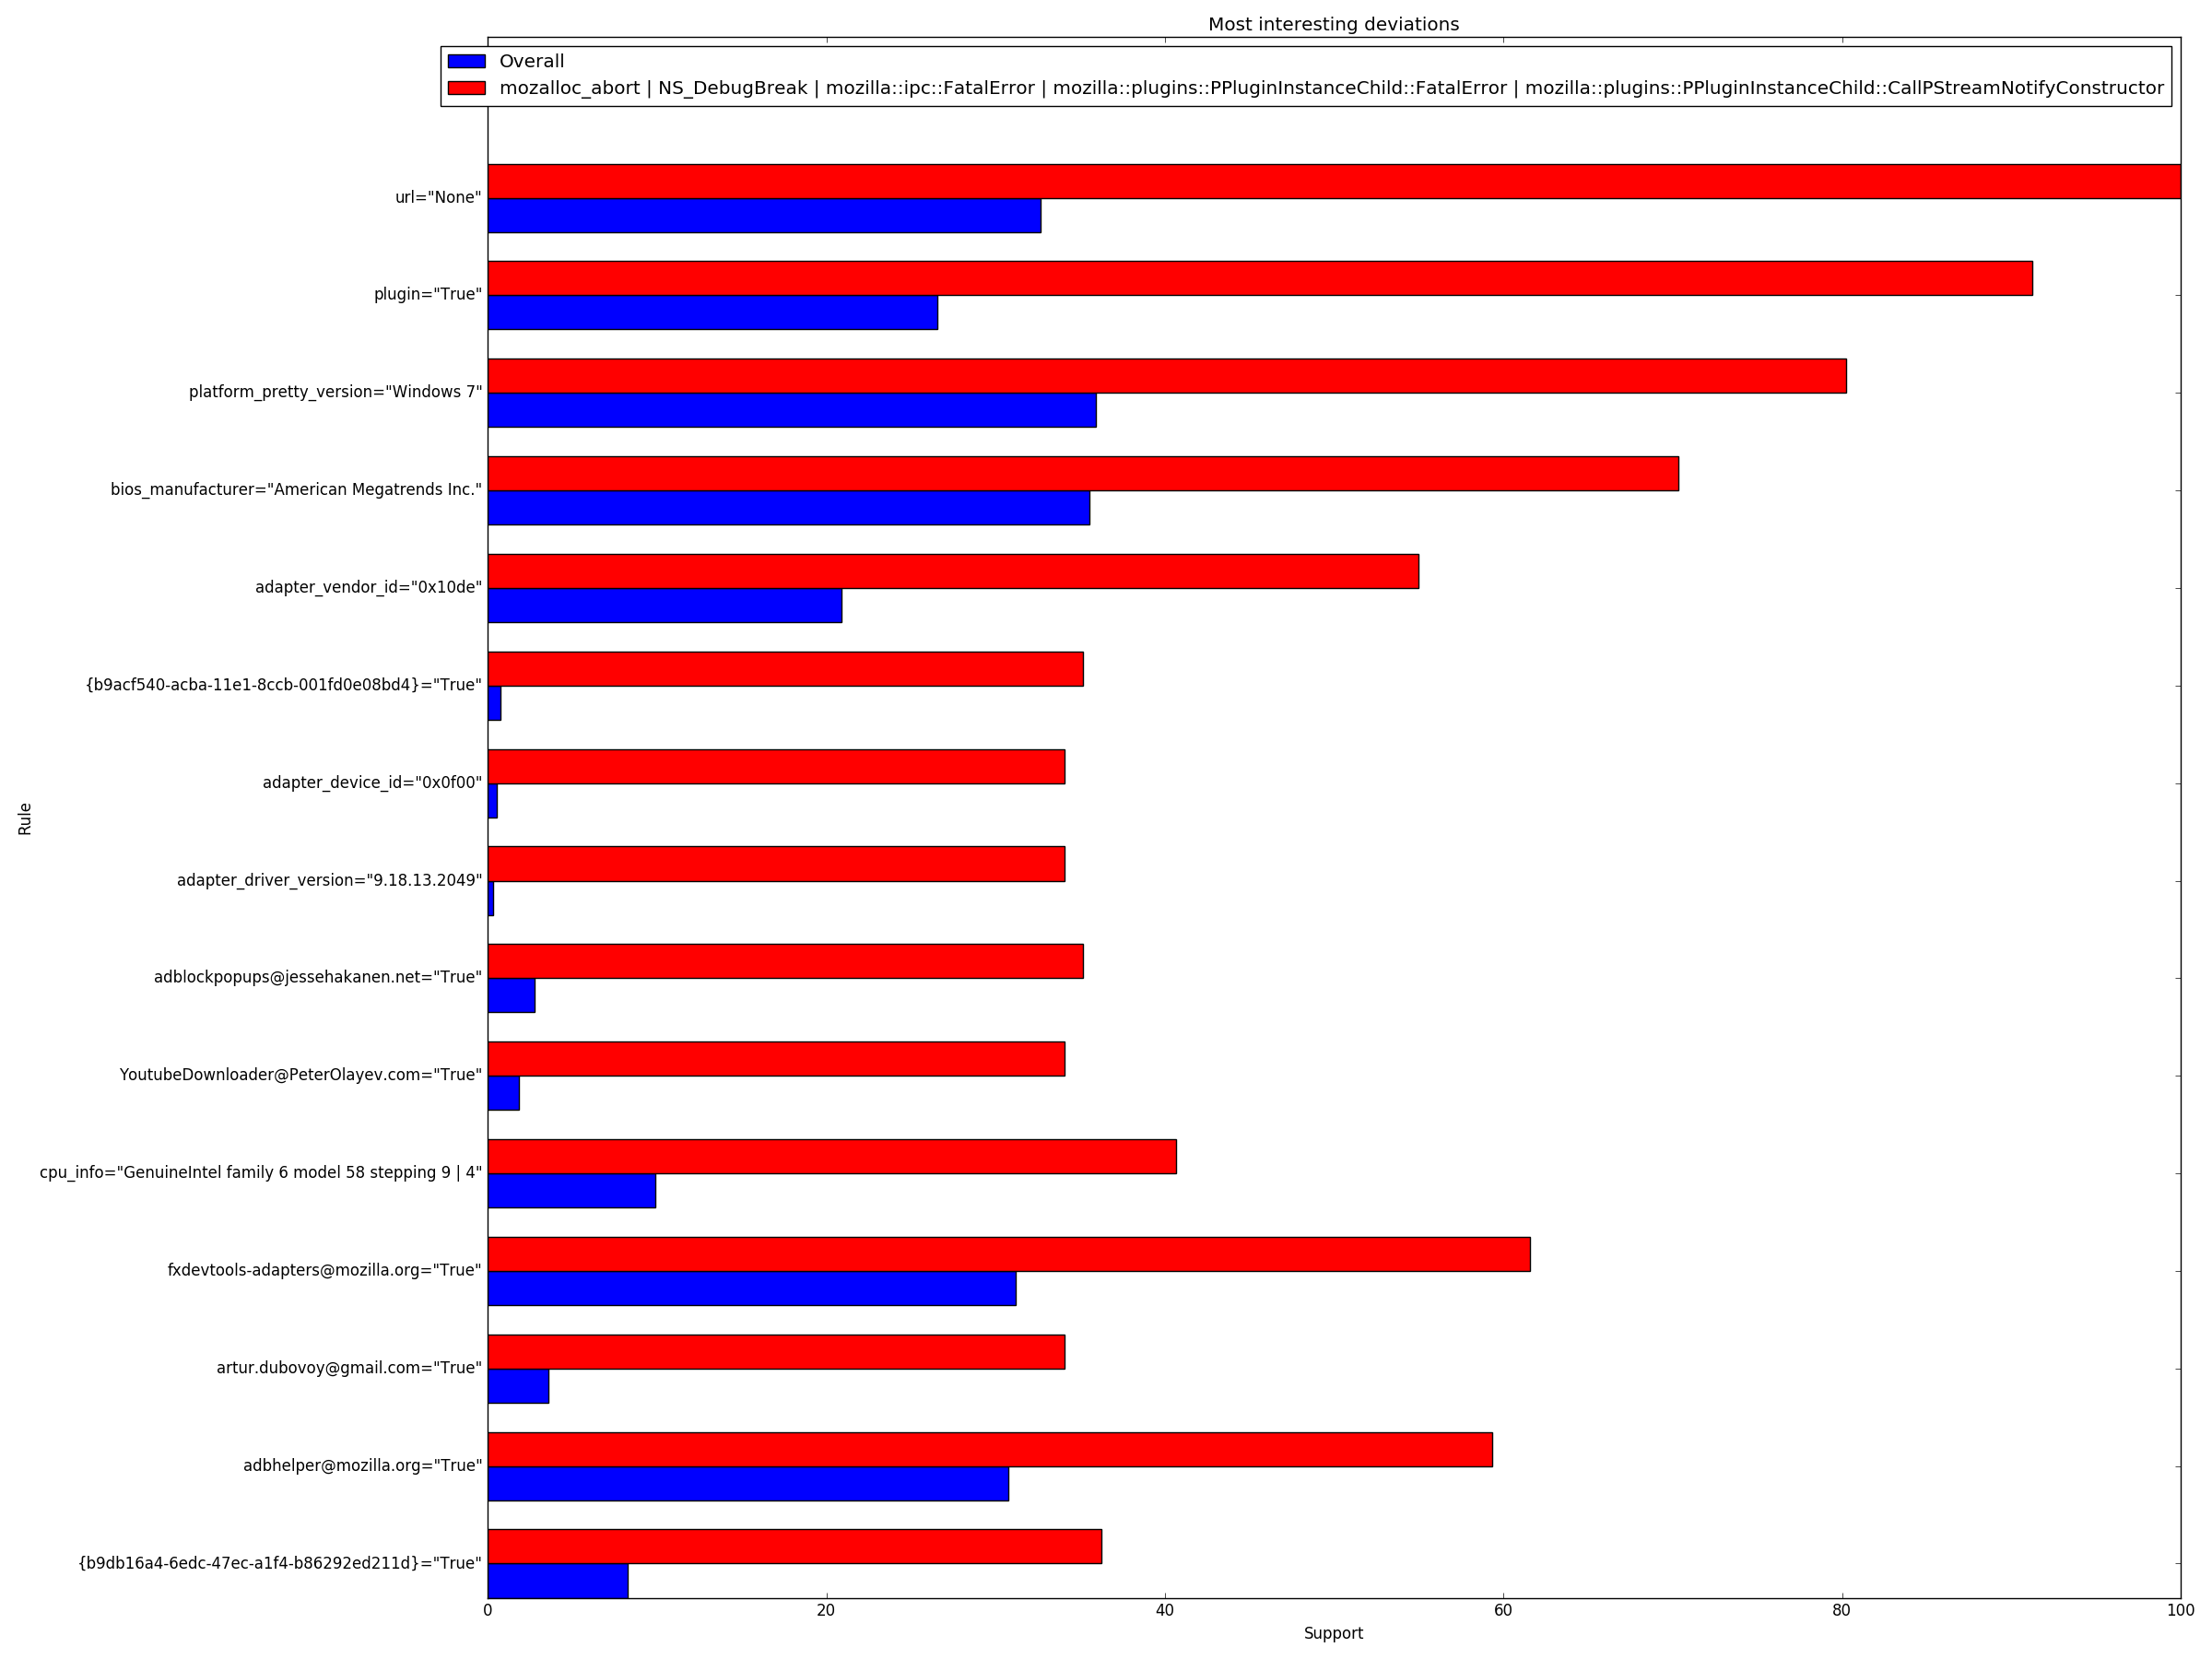 Most interesting deviations
Overall
mozalloc_abort | NS_DebugBreak | mozilla::ipc::FatalError | mozilla::plugins::PPluginInstanceChild::FatalError | mozilla::plugins::PPluginInstanceChild::CallPStreamNotifyConstructor
url="None"
plugin="True"
platform_pretty_version="Windows 7"
bios_manufacturer="American Megatrends Inc."
adapter_vendor_id="0x10de"
{b9acf540-acba-11e1-8ccb-001fd0e08bd4}="True"
adapter_device_id="0x0f00"
Rule
adapter_driver_version="9.18.13.2049"
adblockpopups@jessehakanen.net="True"
YoutubeDownloader@PeterOlayev.com="True"
cpu_info="GenuineIntel family 6 model 58 stepping 9 | 4"
fxdevtools-adapters@mozilla.org="True"
artur.dubovoy@gmail.com="True"
adbhelper@mozilla.org="True"
{b9db16a4-6edc-47ec-a1f4-b86292ed211d}="True"
0 20 40 60 80 100
Support